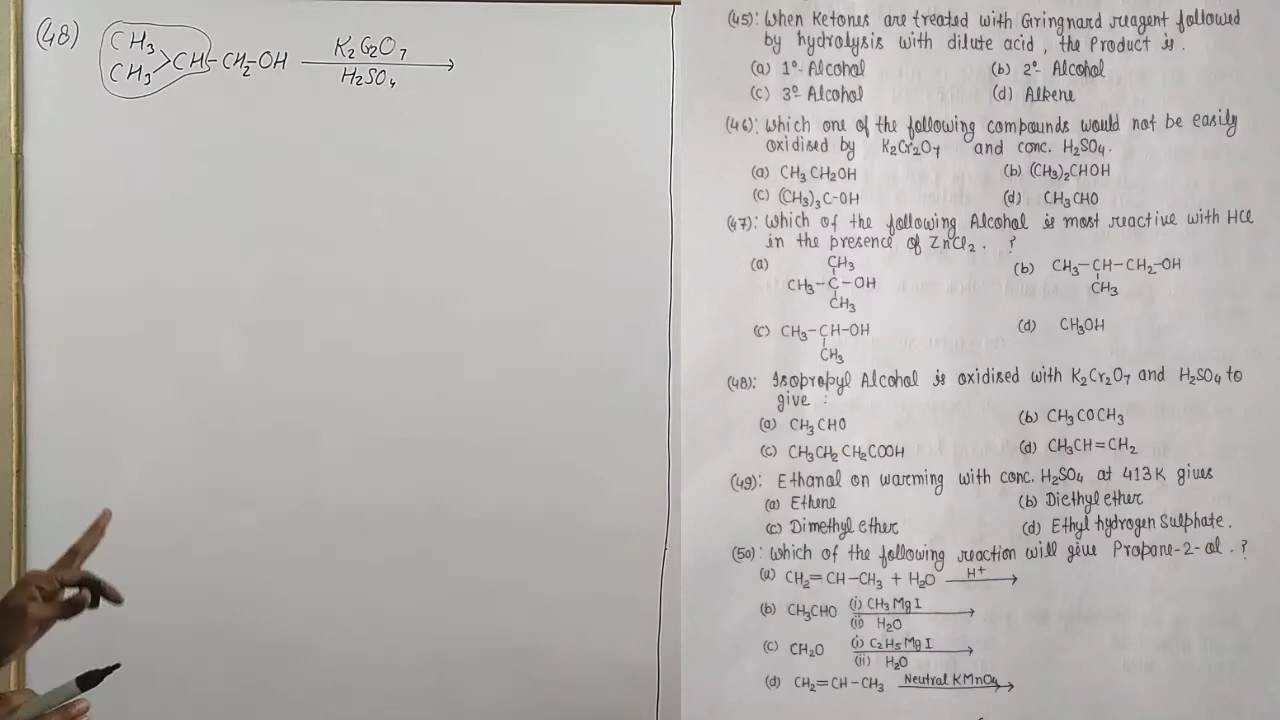 (48) CH3 CH3 > CH-CH2-OH K2Cr2O7 H2SO4
(45): When Ketones are treated with Gringnard reagent followed
by hydrolysis with dilute acid, the Product is.
(a) 1°- Alcohol (b) 2°- Alcohol
(c) 3°- Alcohol (d) Alkene
(46): Which one of the following compounds would not be easily
oxidised by K2Cr2O7 and conc. H2SO4.
(a) CH3CH2OH (b) (CH3)2CHOH
(c) (CH3)3C-OH (d) CH3CHO
(47): Which of the following Alcohol is most reactive with HCl
in the presence of ZnCl2. ?
(a) CH3-C-OH CH3 CH3 (b) CH3-CH-CH2-OH CH3
(c) CH3-CH-OH CH3 (d) CH3OH
(48): Isopropyl Alcohol is oxidised with K2Cr2O7 and H2SO4 to
give :
(a) CH3CHO (b) CH3COCH3
(c) CH3CH2CH2COOH (d) CH3CH=CH2
(49): Ethanol on warming with conc. H2SO4 at 413K gives
(a) Ethene (b) Diethyl ether
(c) Dimethyl ether (d) Ethyl hydrogen Sulphate.
(50): Which of the following reaction will give Propane-2-ol. ?
(a) CH2=CH-CH3 + H2O H+
(b) CH3CHO (i) CH3MgI (ii) H2O
(c) CH2O (i) C2H5MgI (ii) H2O
(d) CH2=CH-CH3 Neutral KMnO4